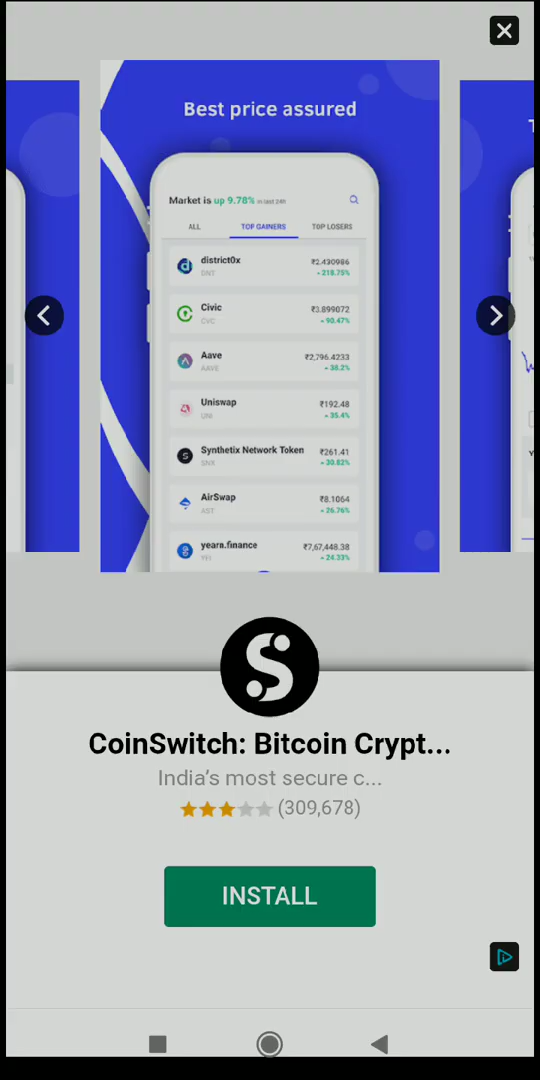 Best price assured
Market is up 9.78% in last 24h
ALL TOP GAINERS TOP LOSERS
district0x ₹2.430986
DNT 218.75%
Civic ₹3.899072
CVC 90.47%
Aave ₹2,796.4233
AAVE 38.2%
Uniswap ₹192.48
UNI 35.4%
Synthetix Network Token ₹261.41
SNX 30.82%
AirSwap ₹8.1064
AST 26.76%
yearn.finance ₹7,67,448.38
YFI 24.33%
CoinSwitch: Bitcoin Crypt...
India's most secure c...
(309,678)
INSTALL